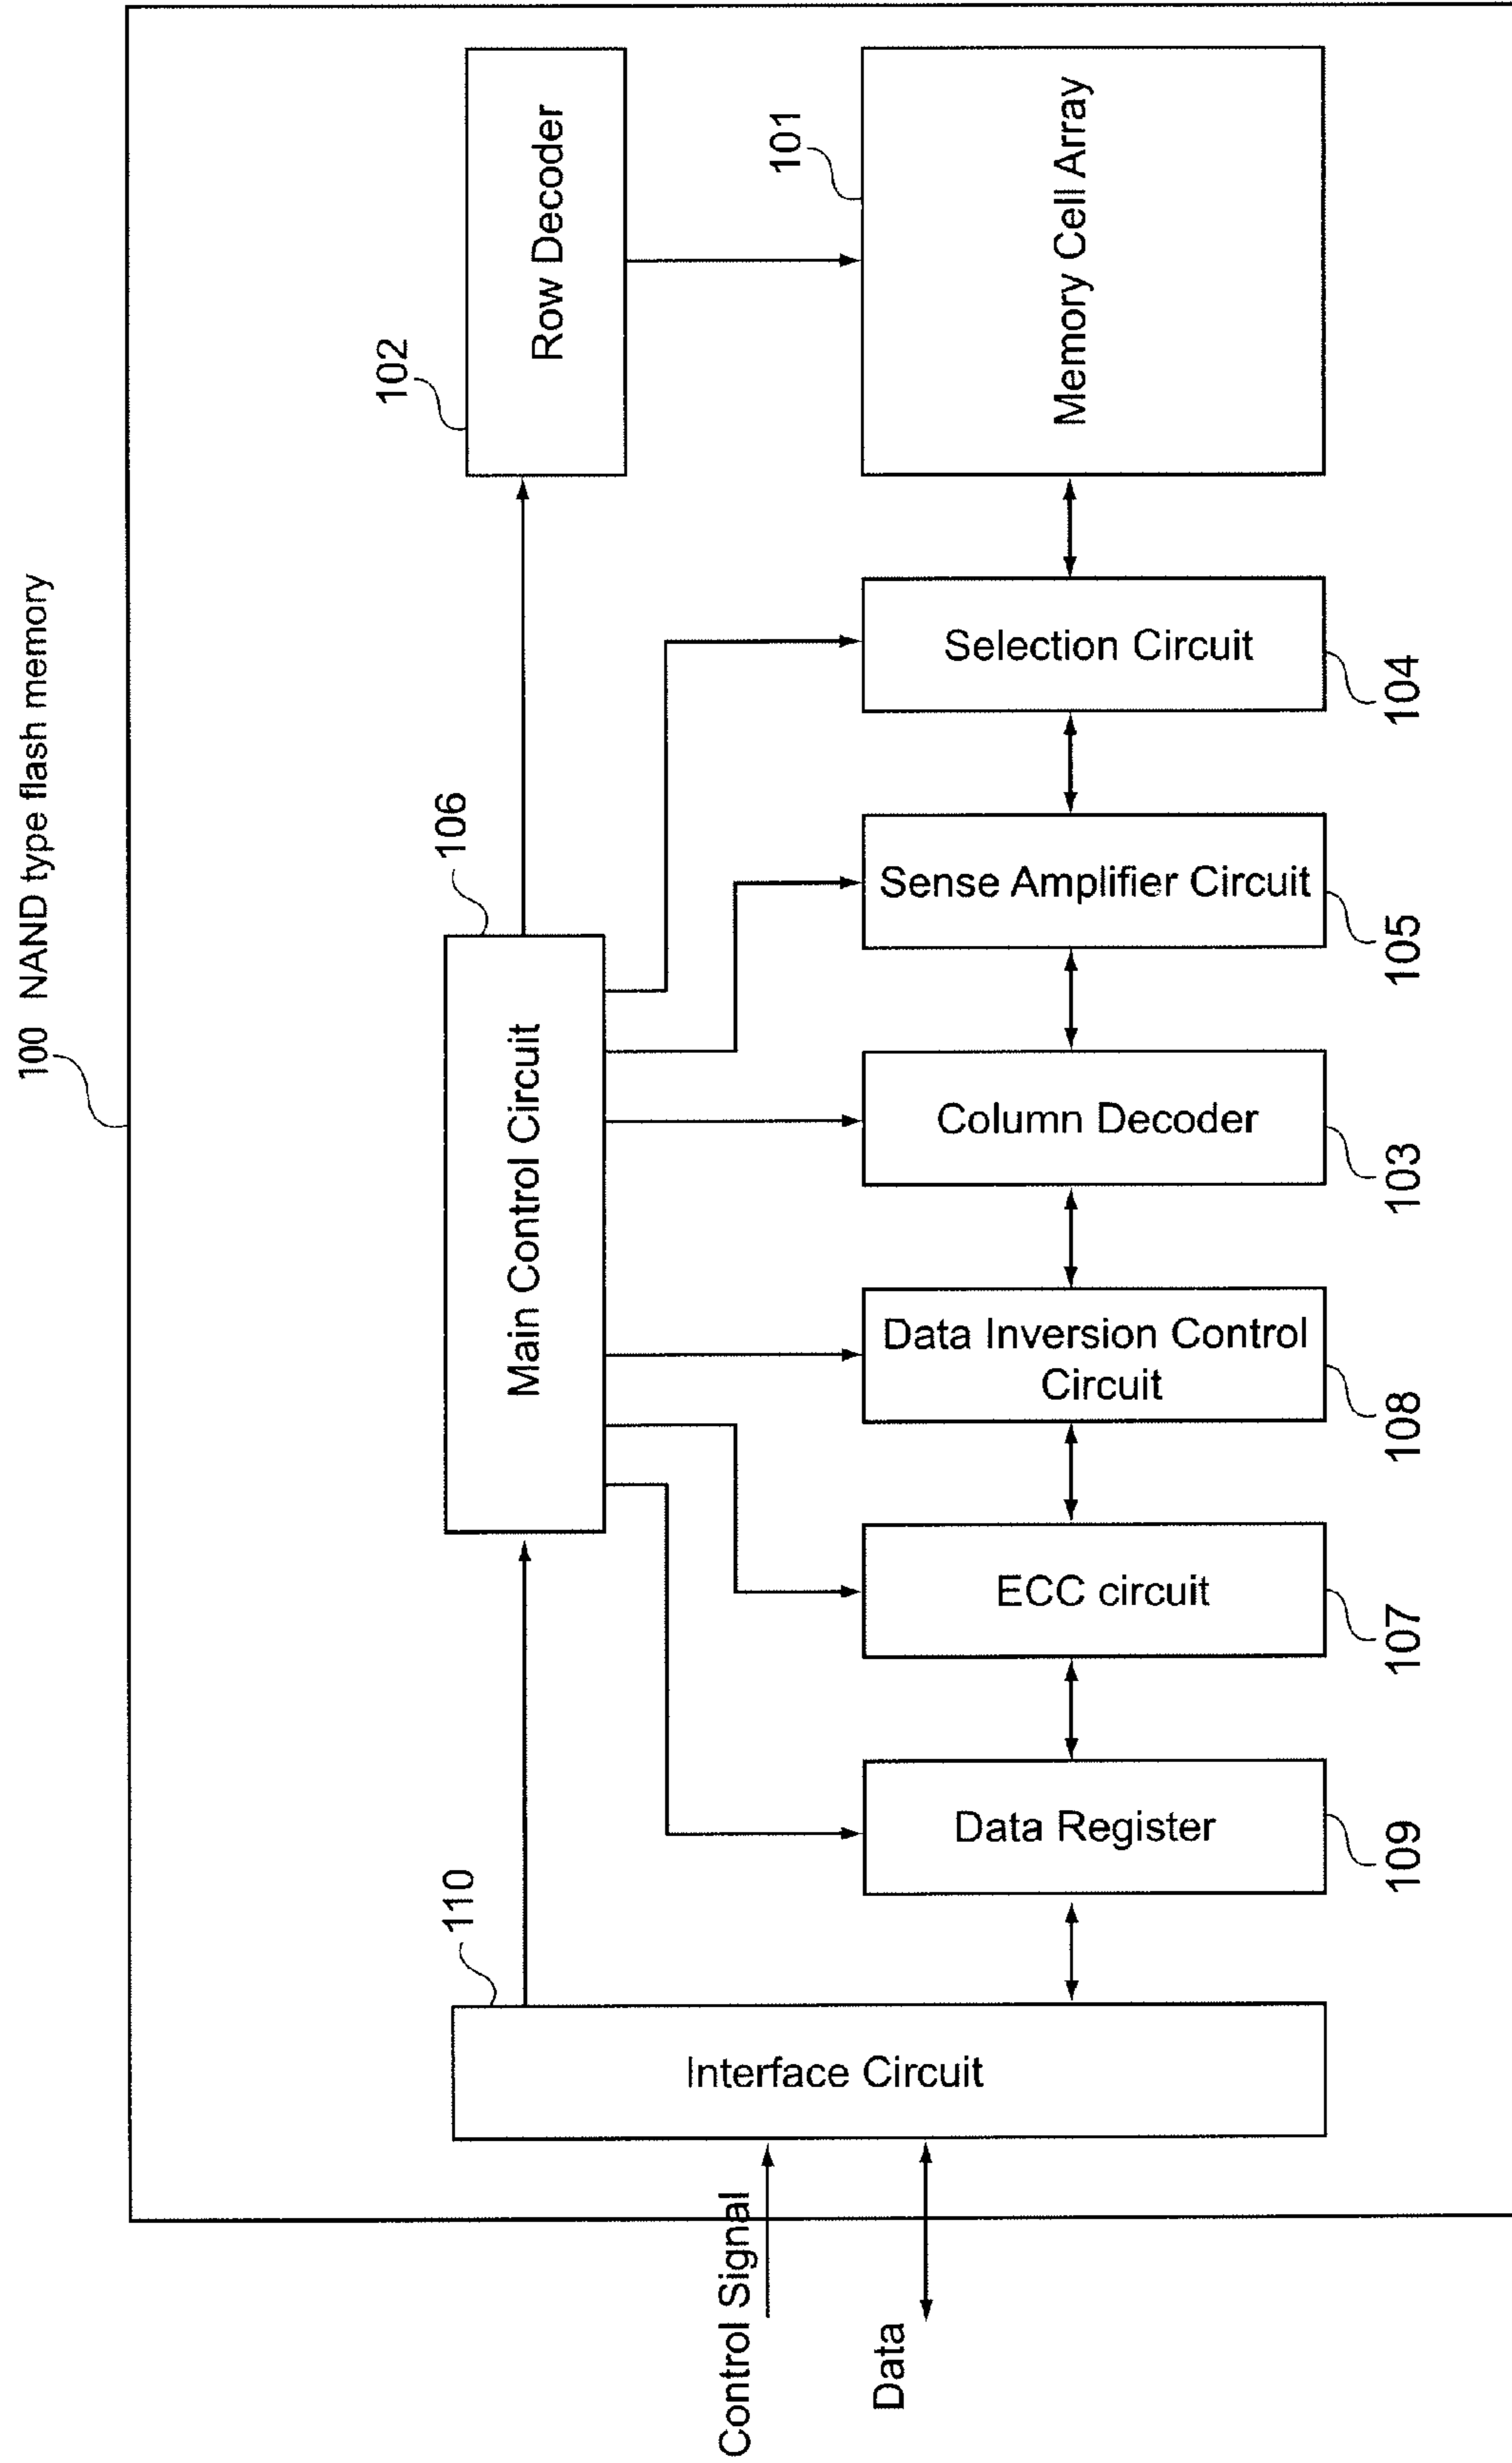 100 NAND type flash memory
102
Row Decoder
101
Memory Cell Array
106
Main Control Circuit
Selection Circuit
104
Sense Amplifier Circuit
105
Column Decoder
103
Data Inversion Control
Circuit
108
ECC circuit
107
Data Register
109
110
Interface Circuit
Control Signal
Data